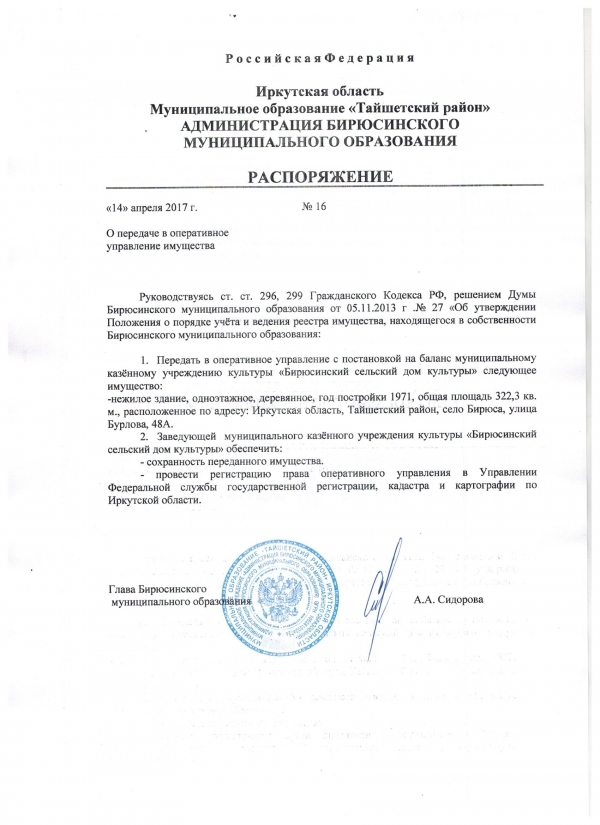 Р о с с и й с к а я Ф е д е р а ц и я
Иркутская область
Муниципальное образование «Тайшетский район»
АДМИНИСТРАЦИЯ БИРЮСИНСКОГО
МУНИЦИПАЛЬНОГО ОБРАЗОВАНИЯ
РАСПОРЯЖЕНИЕ
«14» апреля 2017 г. № 16
О передаче в оперативное
управление имущества
Руководствуясь ст. ст. 296, 299 Гражданского Кодекса РФ, решением Думы
Бирюсинского муниципального образования от 05.11.2013 г .№ 27 «Об утверждении
Положения о порядке учёта и ведения реестра имущества, находящегося в собственности
Бирюсинского муниципального образования:
1. Передать в оперативное управление с постановкой на баланс муниципальному
казённому учреждению культуры «Бирюсинский сельский дом культуры» следующее
имущество:
-нежилое здание, одноэтажное, деревянное, год постройки 1971, общая площадь 322,3 кв.
м., расположенное по адресу: Иркутская область, Тайшетский район, село Бирюса, улица
Бурлова, 48А.
2. Заведующей муниципального казённого учреждения культуры «Бирюсинский
сельский дом культуры» обеспечить:
- сохранность переданного имущества.
- провести регистрацию права оперативного управления в Управлении
Федеральной службы государственной регистрации, кадастра и картографии по
Иркутской области.
Глава Бирюсинского
муниципального образования А.А. Сидорова
МУНИЦИПАЛЬНОЕ ОБРАЗОВАНИЕ "ТАЙШЕТСКИЙ РАЙОН" ИРКУТСКОЙ ОБЛАСТИ